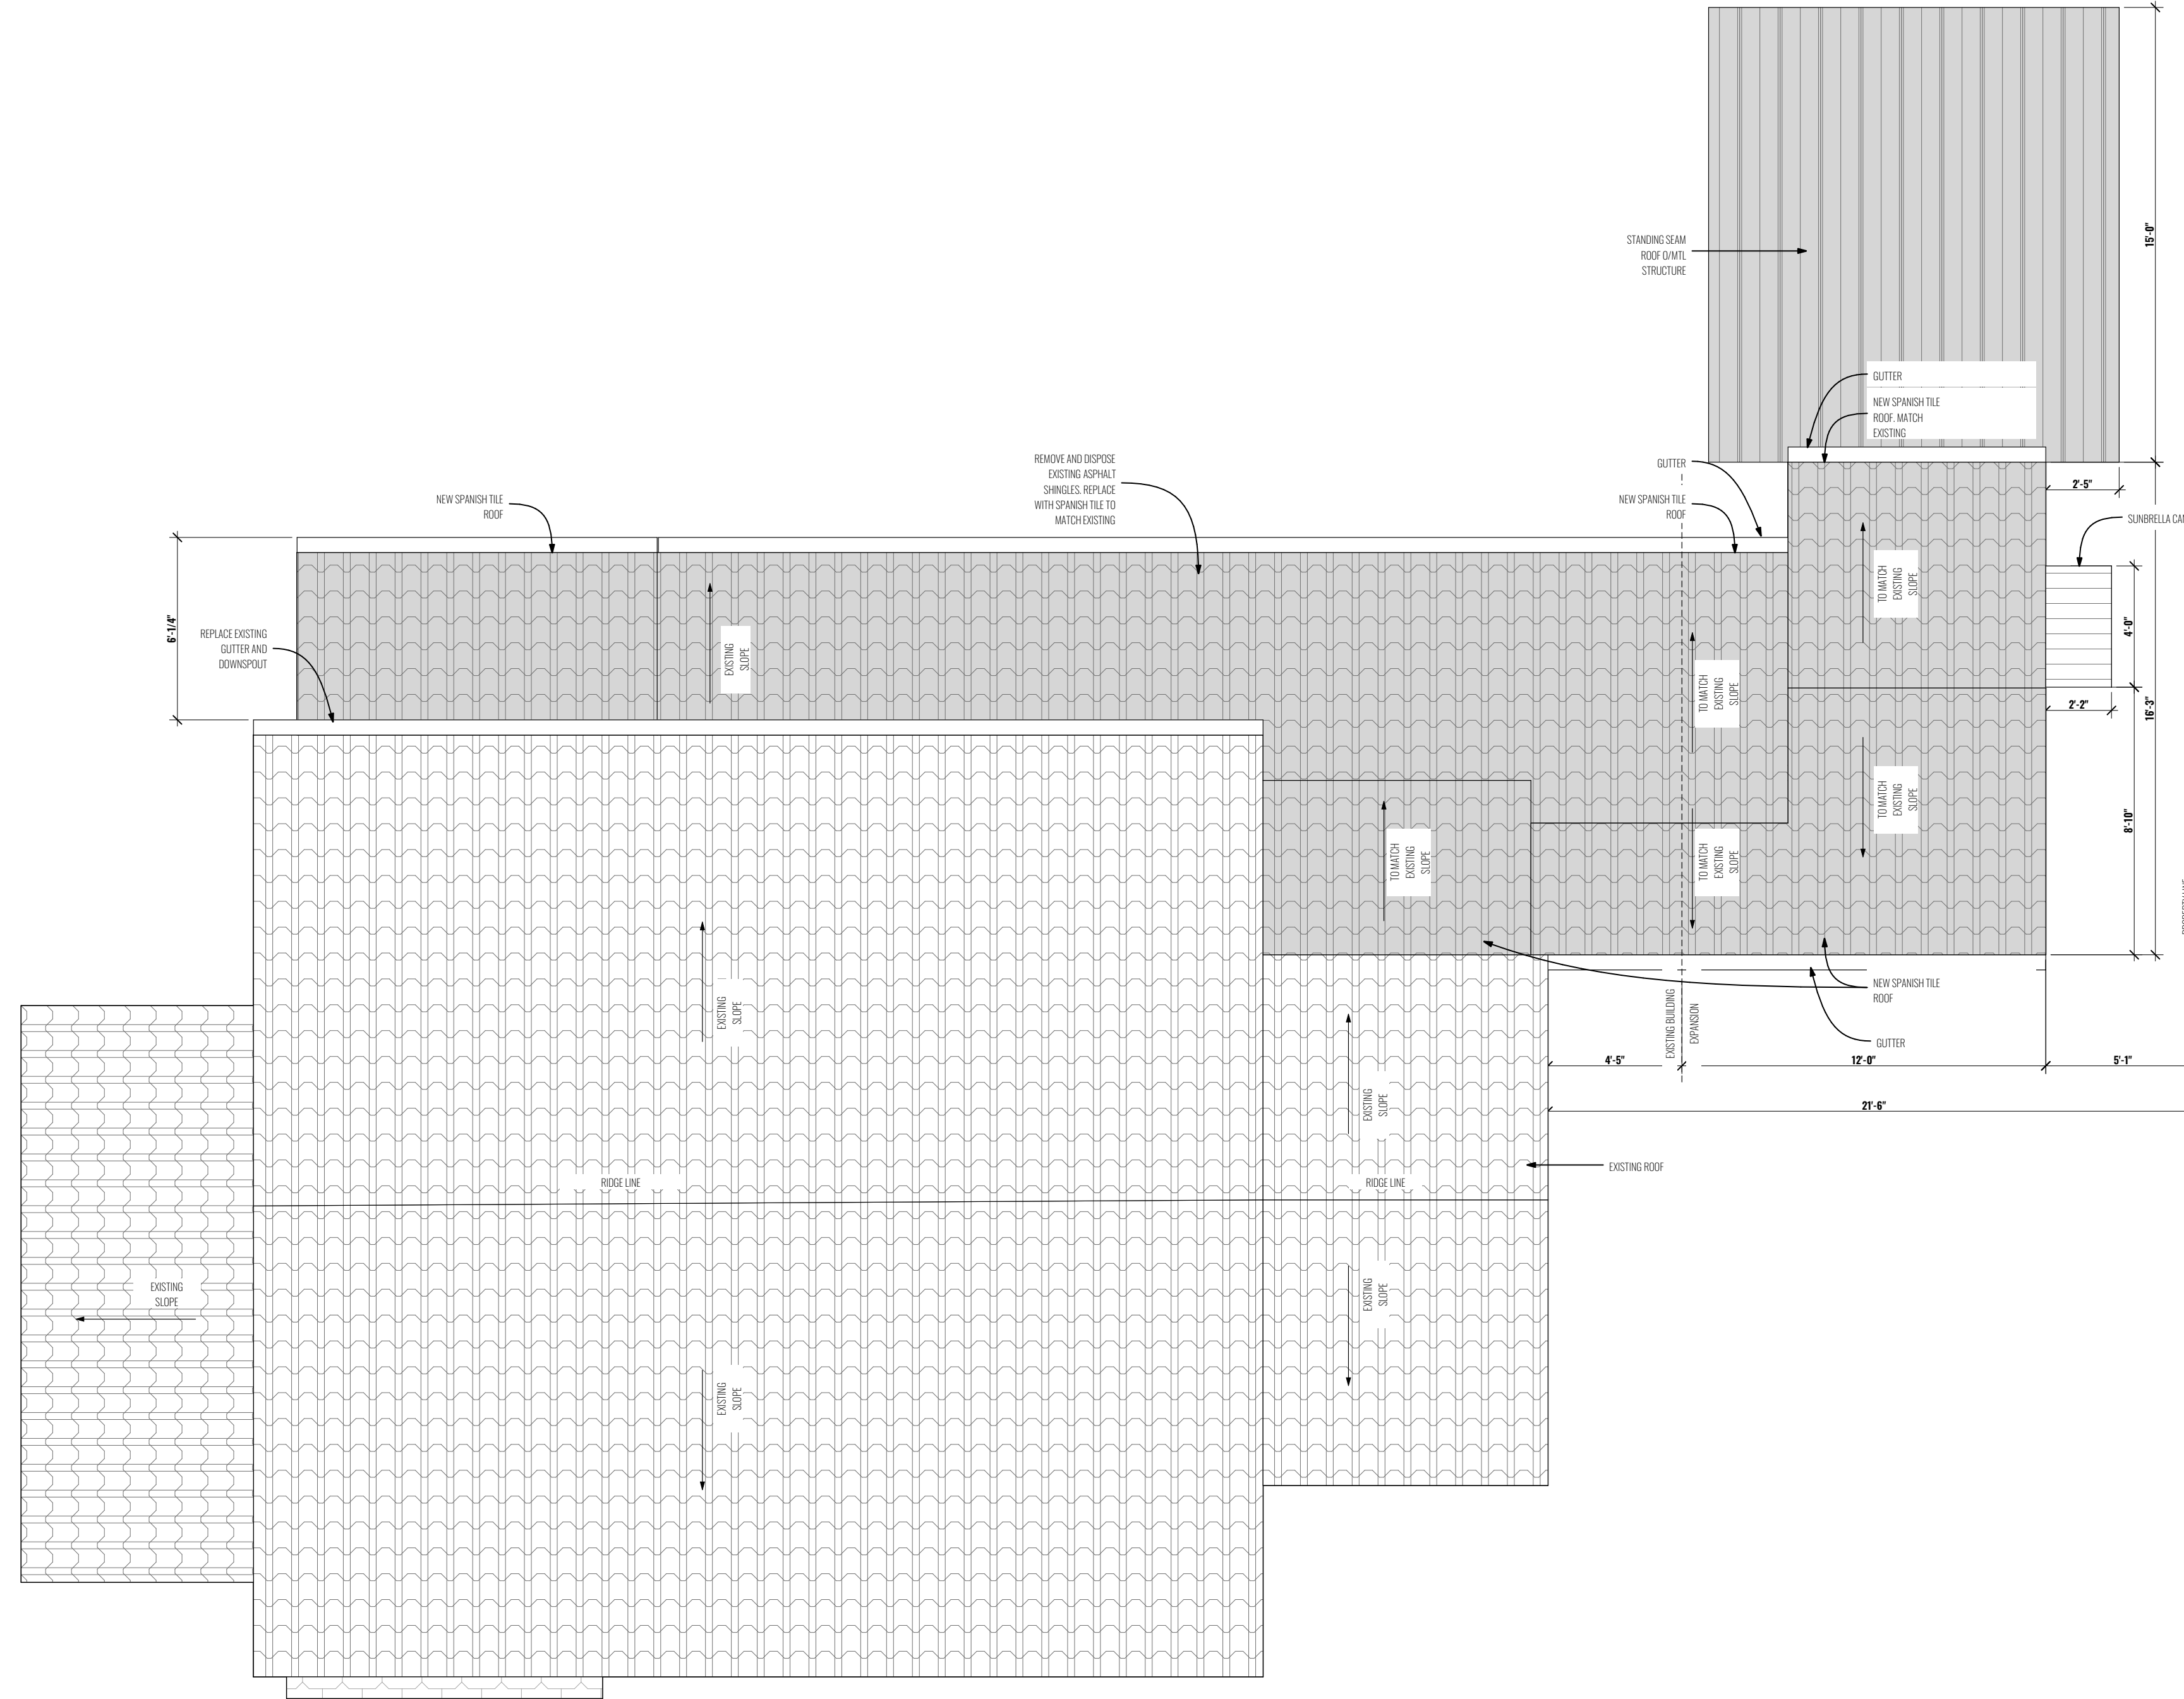 15'-0"
STANDING SEAM
ROOF O/MTL
STRUCTURE
GUTTER
NEW SPANISH TILE
ROOF. MATCH
EXISTING
REMOVE AND DISPOSE
EXISTING ASPHALT
SHINGLES. REPLACE
WITH SPANISH TILE TO
MATCH EXISTING
GUTTER
NEW SPANISH TILE
ROOF
NEW SPANISH TILE
ROOF
2'-5"
SUNBRELLA
TO MATCH
EXISTING
SLOPE
4'-0"
6'-1/4"
REPLACE EXISTING
GUTTER AND
DOWNSPOUT
EXISTING
SLOPE
TO MATCH
EXISTING
SLOPE
2'-2"
16'-3"
TO MATCH
EXISTING
SLOPE
8'-10"
TO MATCH
EXISTING
SLOPE
TO MATCH
EXISTING
SLOPE
NEW SPANISH TILE
ROOF
EXISTING
SLOPE
EXISTING BUILDING
EXPANSION
GUTTER
4'-5"
12'-0"
5'-1"
EXISTING
SLOPE
21'-6"
EXISTING ROOF
RIDGE LINE
RIDGE LINE
EXISTING
SLOPE
EXISTING
SLOPE
EXISTING
SLOPE